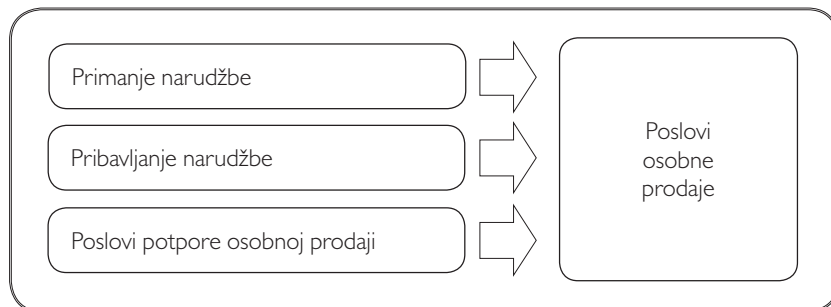 Primanje narudžbe
Pribavljanje narudžbe
Poslovi potpore osobnoj prodaji
Poslovi
osobne
prodaje